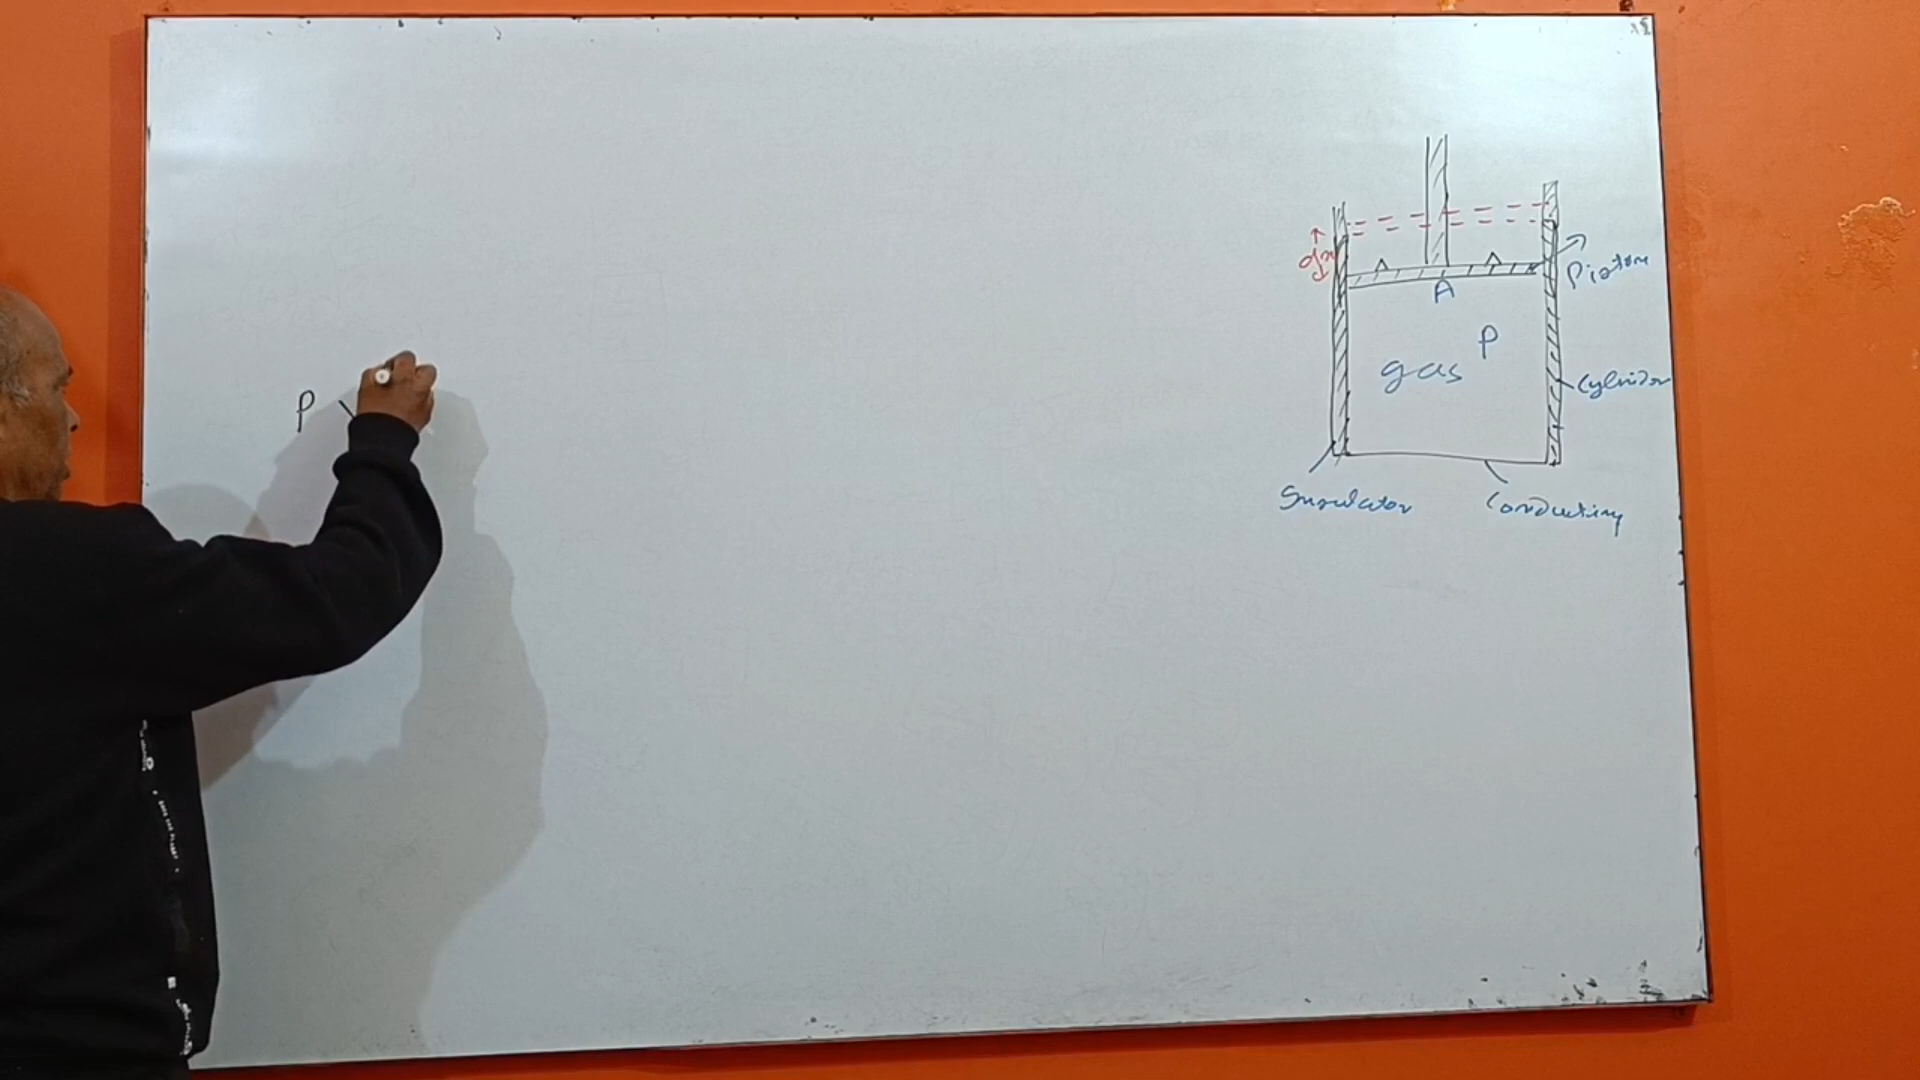 P
dx
Piston
A
P
gas
Cylinder
Insulator
Conducting